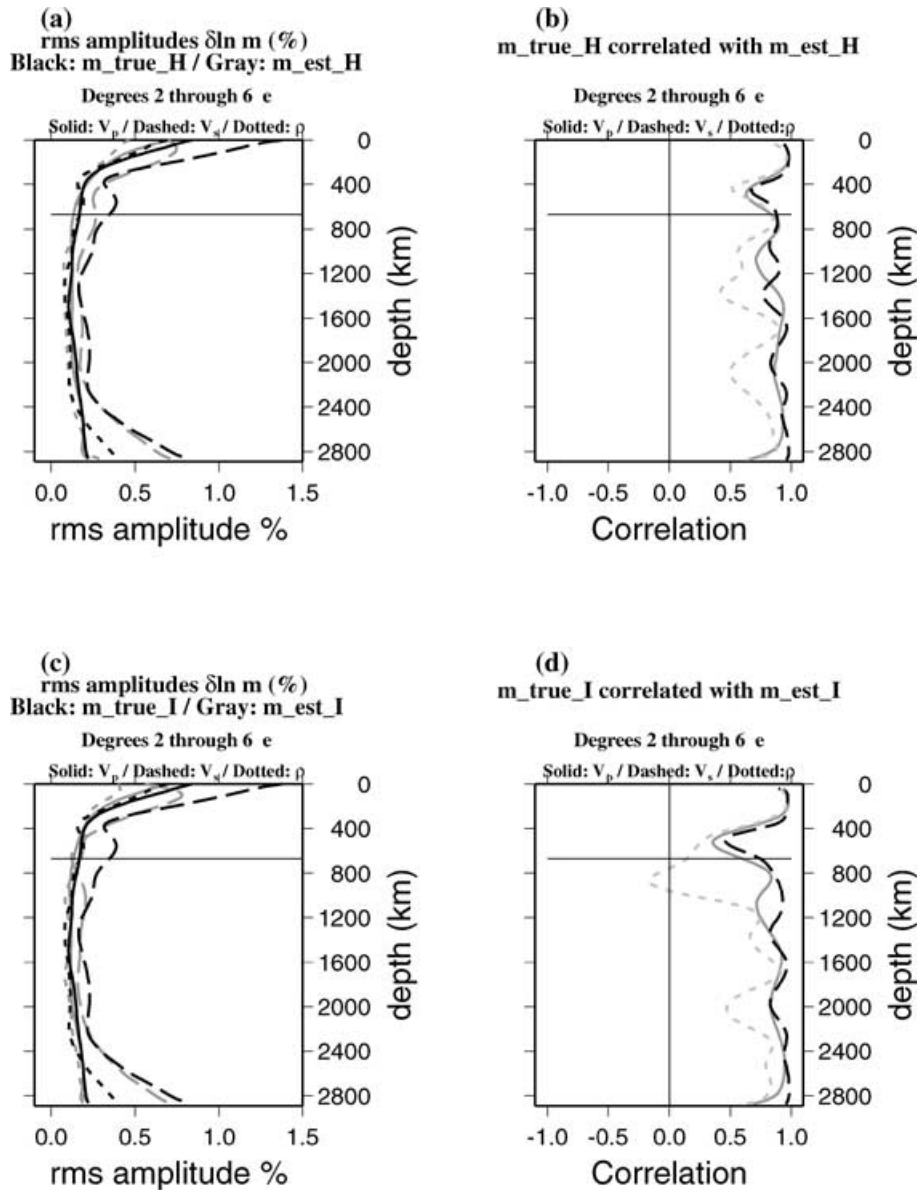 (a)
rms amplitudes δln m (%)
Black: m_true_H / Gray: m_est_H
Degrees 2 through 6 e
Solid: Vp / Dashed: Vs / Dotted: ρ
0
400
800
1200
1600
2000
2400
2800
depth (km)
0.0 0.5 1.0 1.5
rms amplitude %
(b)
m_true_H correlated with m_est_H
Degrees 2 through 6 e
Solid: Vp / Dashed: Vs / Dotted:ρ
0
400
800
1200
1600
2000
2400
2800
depth (km)
-1.0 -0.5 0.0 0.5 1.0
Correlation
(c)
rms amplitudes δln m (%)
Black: m_true_I / Gray: m_est_I
Degrees 2 through 6 e
Solid: Vp / Dashed: Vs / Dotted: ρ
0
400
800
1200
1600
2000
2400
2800
depth (km)
0.0 0.5 1.0 1.5
rms amplitude %
(d)
m_true_I correlated with m_est_I
Degrees 2 through 6 e
Solid: Vp / Dashed: Vs / Dotted:ρ
0
400
800
1200
1600
2000
2400
2800
depth (km)
-1.0 -0.5 0.0 0.5 1.0
Correlation